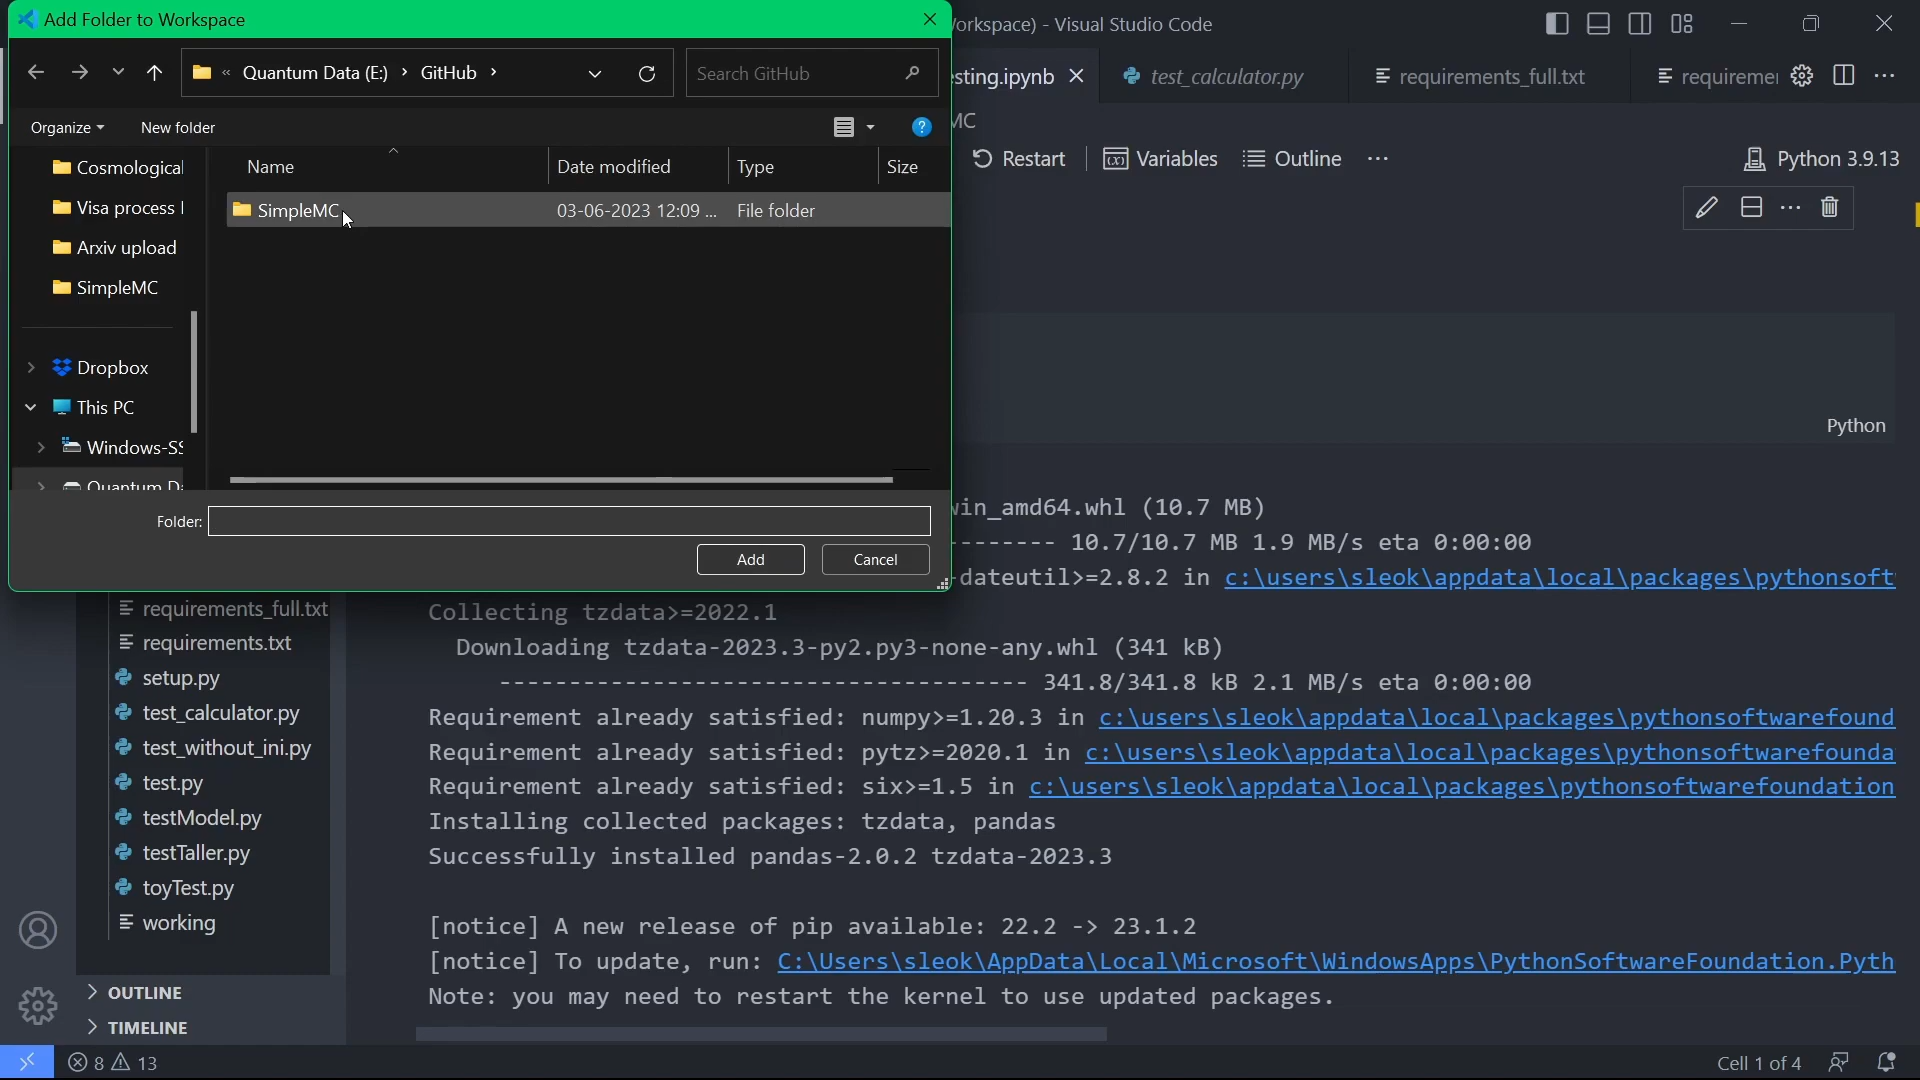 Add Folder to Workspace
orkspace) - Visual Studio Code
Quantum Data (E:) › GitHub ›
Search GitHub
sting.ipynb
test_calculator.py
requirements_full.txt
requiremer
Organize
New folder
MC
Restart
Variables
Outline
Python 3.9.13
Name
Date modified
Type
Size
Cosmological
Visa process
Arxiv upload
SimpleMC
SimpleMC 03-06-2023 12:09 ... File folder
Dropbox
This PC
Windows-SS
Quantum Da
Folder:
Add
Cancel
Python
requirements_full.txt
requirements.txt
setup.py
test_calculator.py
test_without_ini.py
test.py
testModel.py
testTaller.py
toyTest.py
working
OUTLINE
TIMELINE
win_amd64.whl (10.7 MB)
-------- 10.7/10.7 MB 1.9 MB/s eta 0:00:00
-dateutil>=2.8.2 in c:\users\sleok\appdata\local\packages\pythonsoft
Collecting tzdata>=2022.1
Downloading tzdata-2023.3-py2.py3-none-any.whl (341 kB)
-------------------------------------- 341.8/341.8 kB 2.1 MB/s eta 0:00:00
Requirement already satisfied: numpy>=1.20.3 in c:\users\sleok\appdata\local\packages\pythonsoftwarefound
Requirement already satisfied: pytz>=2020.1 in c:\users\sleok\appdata\local\packages\pythonsoftwarefounda
Requirement already satisfied: six>=1.5 in c:\users\sleok\appdata\local\packages\pythonsoftwarefoundation
Installing collected packages: tzdata, pandas
Successfully installed pandas-2.0.2 tzdata-2023.3
[notice] A new release of pip available: 22.2 -> 23.1.2
[notice] To update, run: C:\Users\sleok\AppData\Local\Microsoft\WindowsApps\PythonSoftwareFoundation.Pyth
Note: you may need to restart the kernel to use updated packages.
8 13
Cell 1 of 4